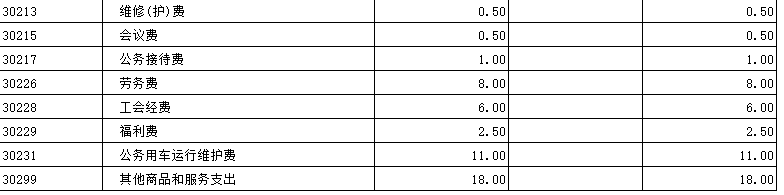 30213 维修(护)费 0.50 0.50
30215 会议费 0.50 0.50
30217 公务接待费 1.00 1.00
30226 劳务费 8.00 8.00
30228 工会经费 6.00 6.00
30229 福利费 2.50 2.50
30231 公务用车运行维护费 11.00 11.00
30299 其他商品和服务支出 18.00 18.00